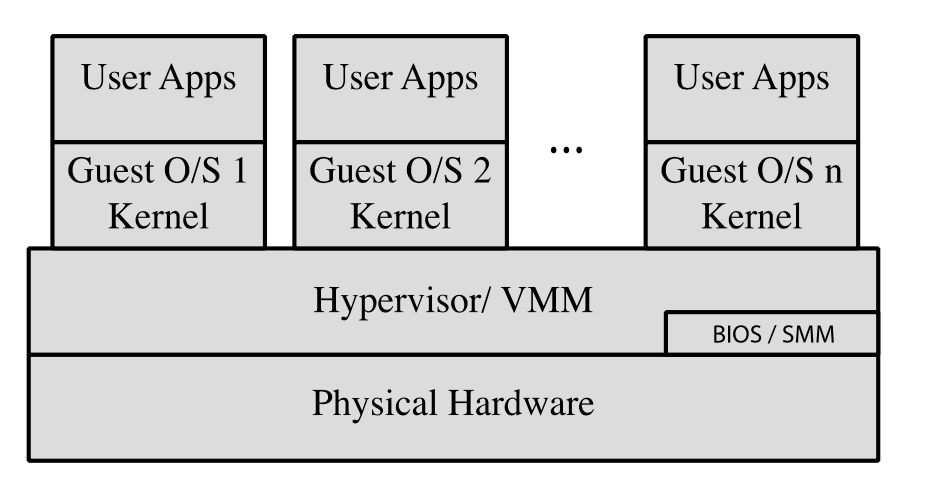 User Apps
User Apps
User Apps
Guest O/S 1
Kernel
Guest O/S 2
Kernel
...
Guest O/S n
Kernel
Hypervisor/ VMM
BIOS / SMM
Physical Hardware